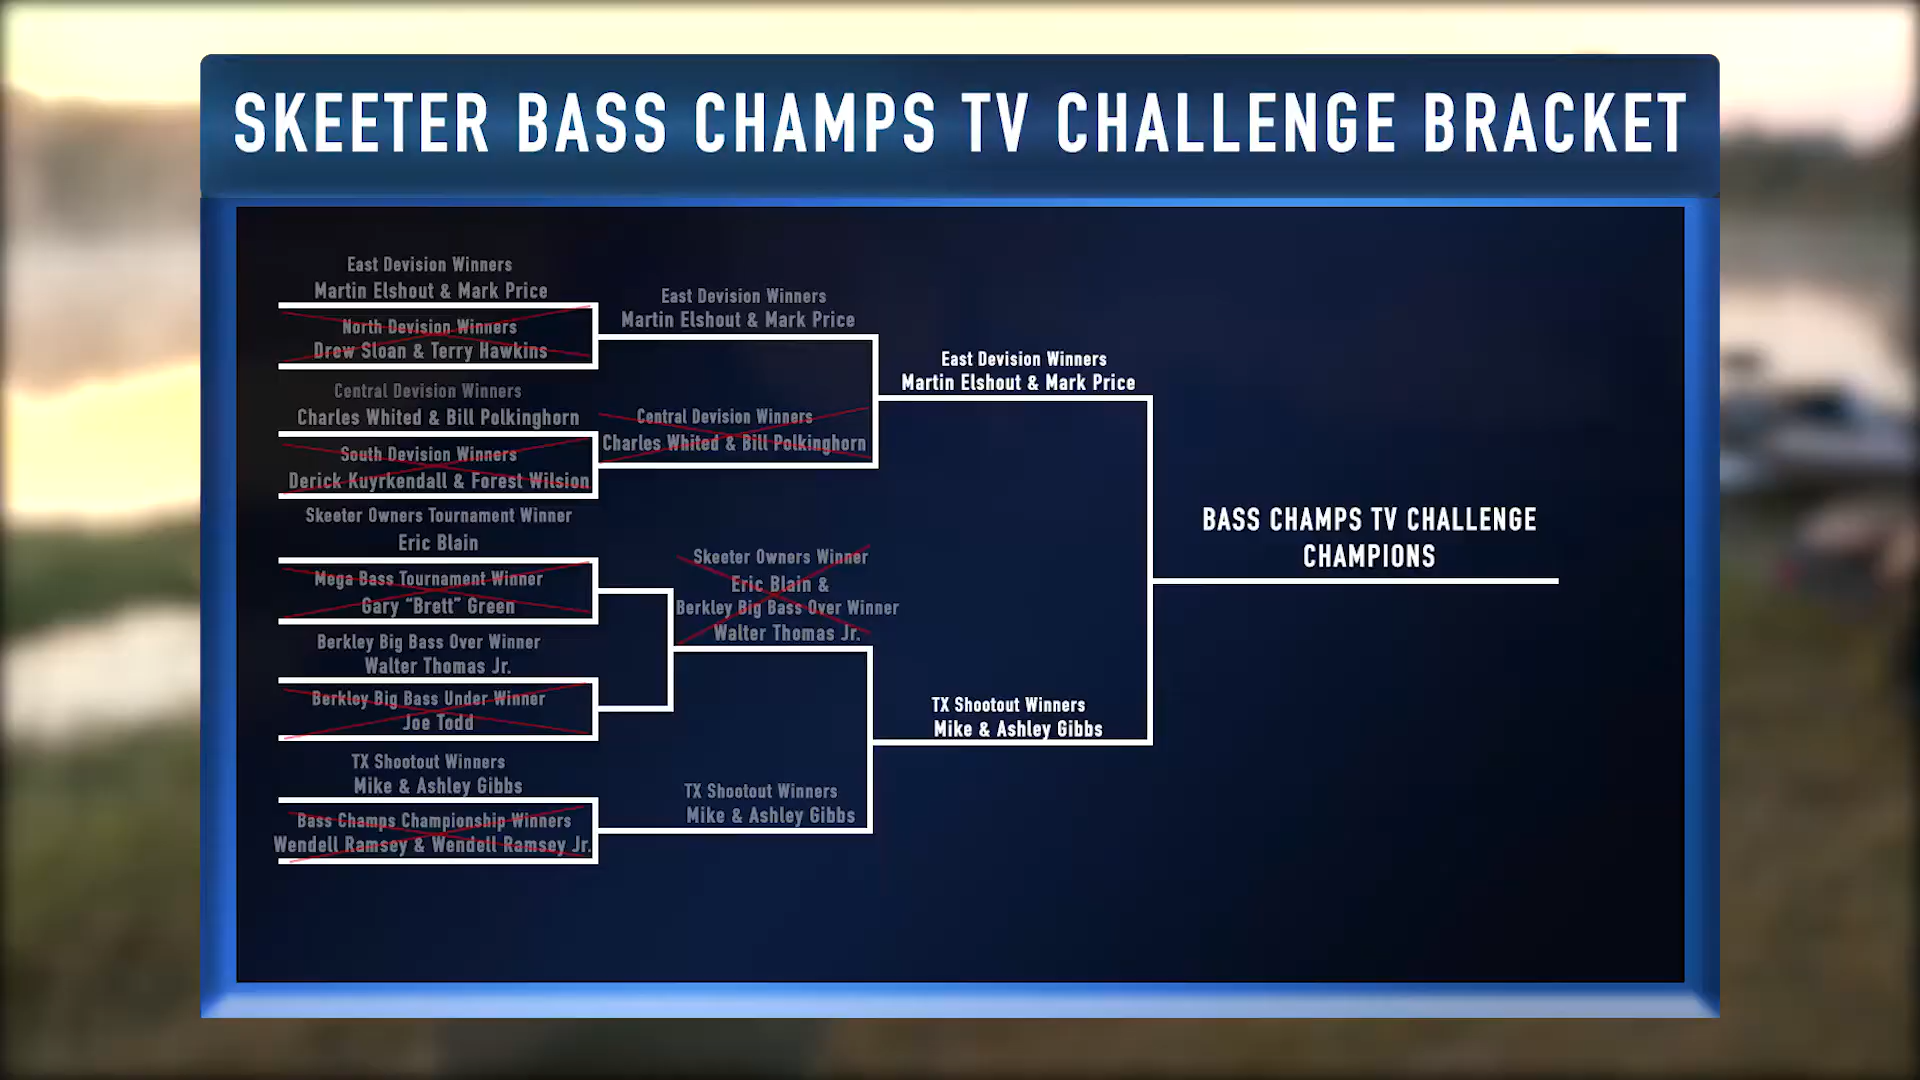 SKEETER BASS CHAMPS TV CHALLENGE BRACKET
East Devision Winners
Martin Elshout & Mark Price
North Devision Winners
Drew Sloan & Terry Hawkins
Central Devision Winners
Charles Whited & Bill Polkinghorn
South Devision Winners
Derick Kuyrkendall & Forest Wilsion
Skeeter Owners Tournament Winner
Eric Blain
Mega Bass Tournament Winner
Gary “Brett” Green
Berkley Big Bass Over Winner
Walter Thomas Jr.
Berkley Big Bass Under Winner
Joe Todd
TX Shootout Winners
Mike & Ashley Gibbs
Bass Champs Championship Winners
Wendell Ramsey & Wendell Ramsey Jr.
East Devision Winners
Martin Elshout & Mark Price
Central Devision Winners
Charles Whited & Bill Polkinghorn
Skeeter Owners Winner
Eric Blain &
Berkley Big Bass Over Winner
Walter Thomas Jr.
TX Shootout Winners
Mike & Ashley Gibbs
East Devision Winners
Martin Elshout & Mark Price
TX Shootout Winners
Mike & Ashley Gibbs
BASS CHAMPS TV CHALLENGE
CHAMPIONS